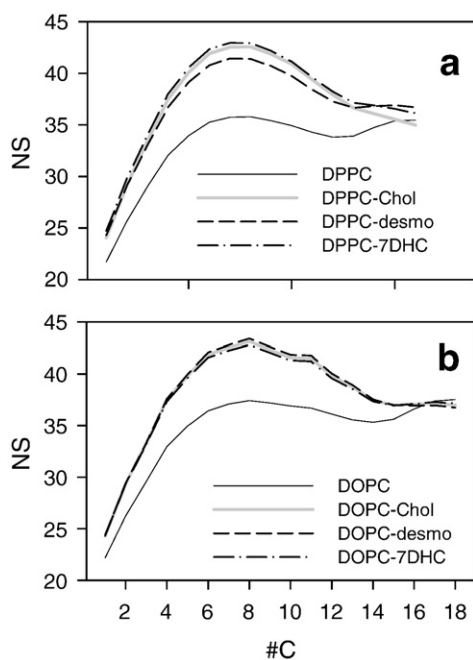 45
a
40
35
NS
30
DPPC
DPPC-Chol
25
DPPC-desmo
DPPC-7DHC
20
45
b
40
35
NS
30
DOPC
DOPC-Chol
25
DOPC-desmo
DOPC-7DHC
20
2 4 6 8 10 12 14 16 18
#C